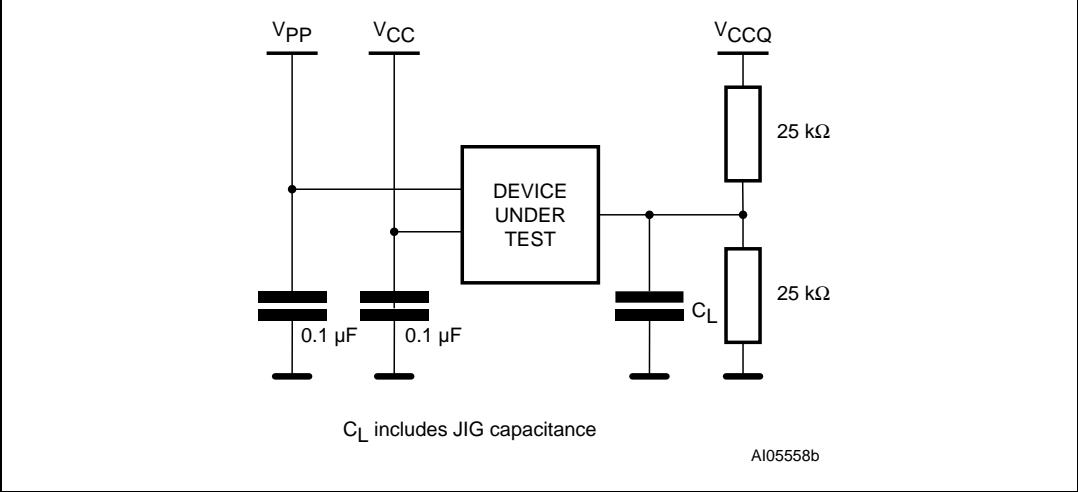 VPP
VCC
VCCQ
25 kΩ
DEVICE
UNDER
TEST
25 kΩ
CL
0.1 µF
0.1 µF
CL includes JIG capacitance
AI05558b